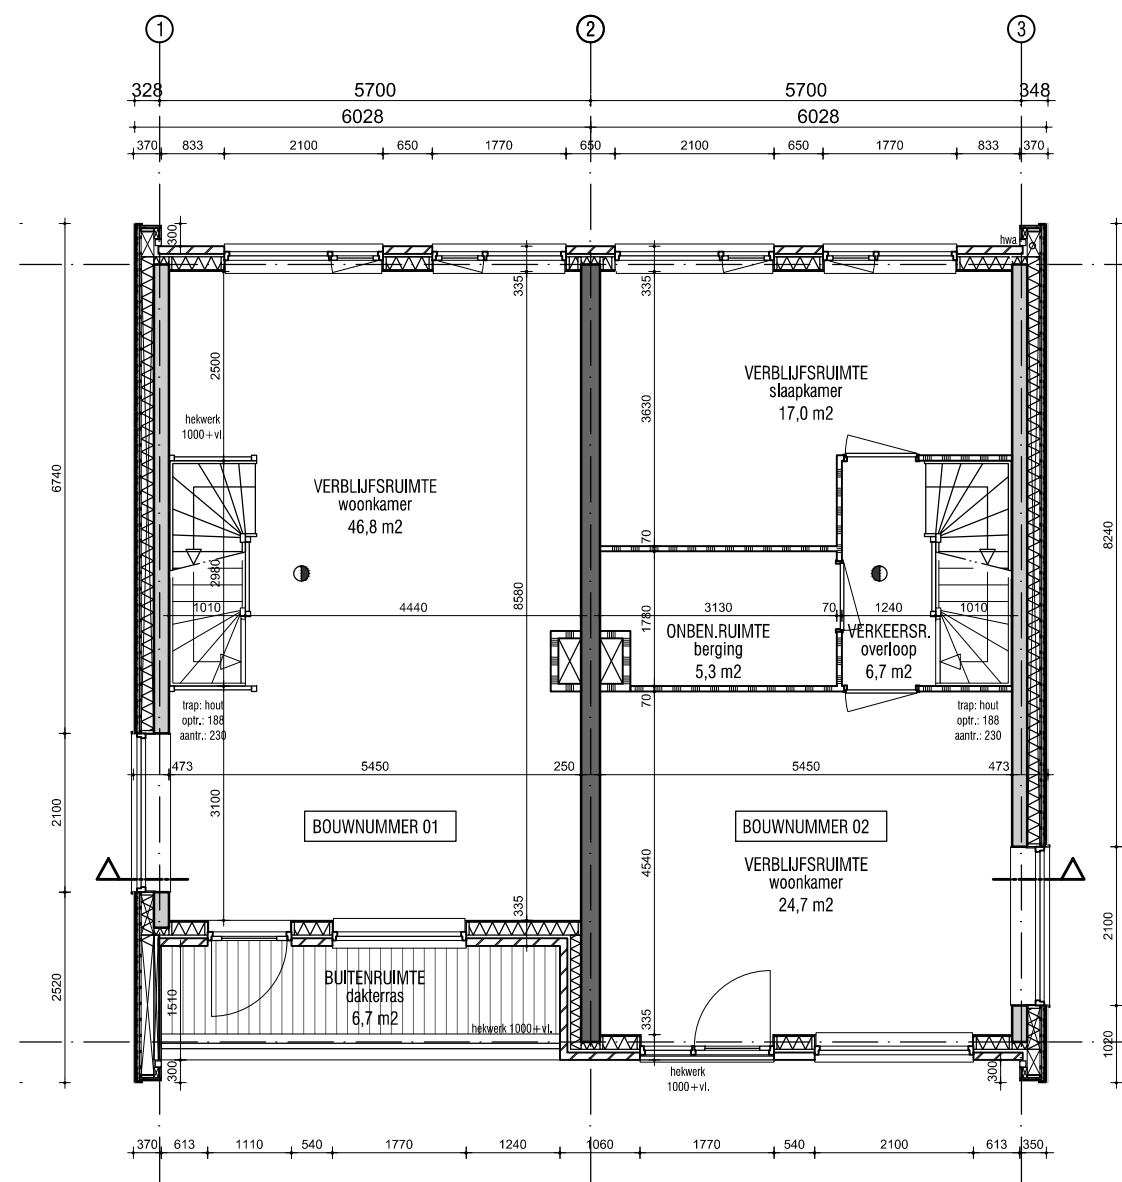 1
2
3
328
5700
5700
348
6028
6028
370
833
2100
650
1770
650
2100
650
1770
833
370
300
hwa
335
335
2500
VERBLIJFSRUIMTE
slaapkamer
17,0 m2
3630
hekwerk
1000+vl.
6740
VERBLIJFSRUIMTE
woonkamer
46,8 m2
8240
70
2980
8580
1010
4440
1780
3130
70
1240
1010
ONBEN.RUIMTE
berging
5,3 m2
VERKEERSR.
overloop
6,7 m2
70
trap: hout
optr.: 188
aantr.: 230
trap: hout
optr.: 188
aantr.: 230
473
5450
250
5450
473
2100
3100
BOUWNUMMER 01
BOUWNUMMER 02
4540
VERBLIJFSRUIMTE
woonkamer
24,7 m2
335
2100
2520
1510
BUITENRUIMTE
dakterras
6,7 m2
hekwerk 1000+vl.
335
1020
300
hekwerk
1000+vl.
300
370
613
1110
540
1770
1240
1060
1770
540
2100
613
350